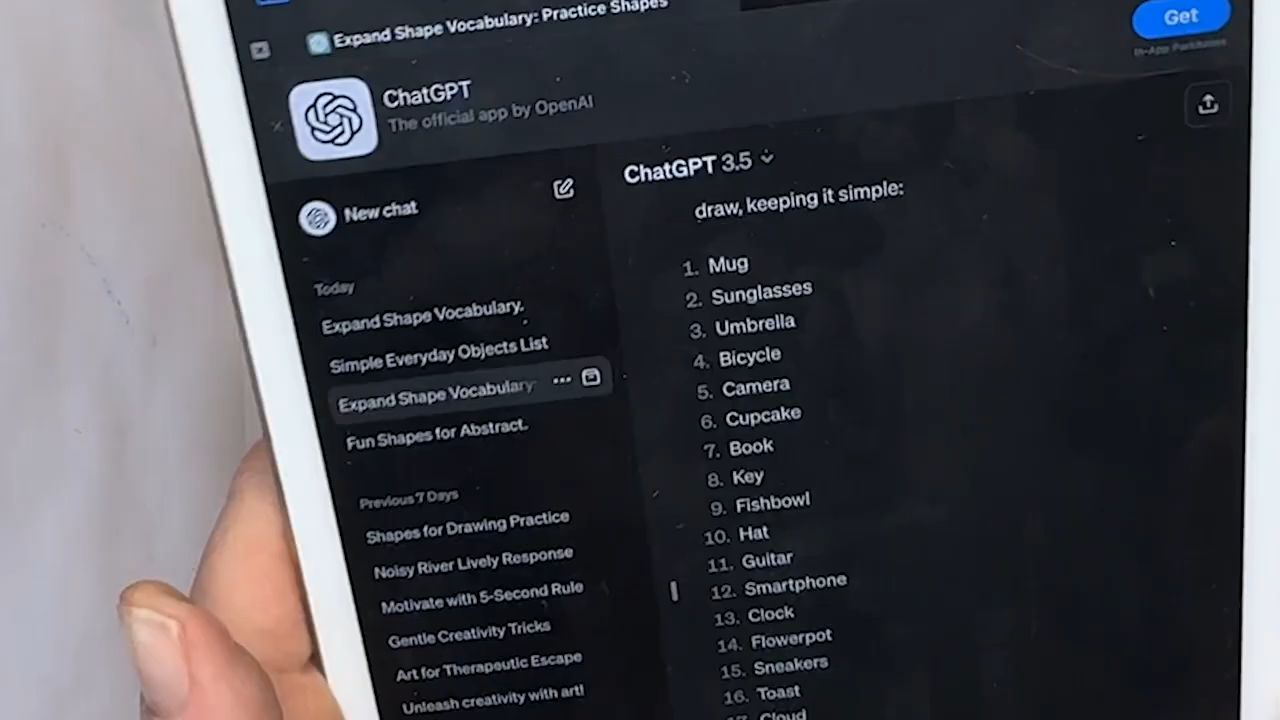 Expand Shape Vocabulary: Practice Shapes
Get
In-App Purchases
ChatGPT
The official app by OpenAI
New chat
ChatGPT 3.5
draw, keeping it simple:
Today
Expand Shape Vocabulary.
Simple Everyday Objects List
Expand Shape Vocabulary
Fun Shapes for Abstract.
Previous 7 Days
Shapes for Drawing Practice
Noisy River Lively Response
Motivate with 5-Second Rule
Gentle Creativity Tricks
Art for Therapeutic Escape
Unleash creativity with art!
1. Mug
2. Sunglasses
3. Umbrella
4. Bicycle
5. Camera
6. Cupcake
7. Book
8. Key
9. Fishbowl
10. Hat
11. Guitar
12. Smartphone
13. Clock
14. Flowerpot
15. Sneakers
16. Toast
17. Cloud